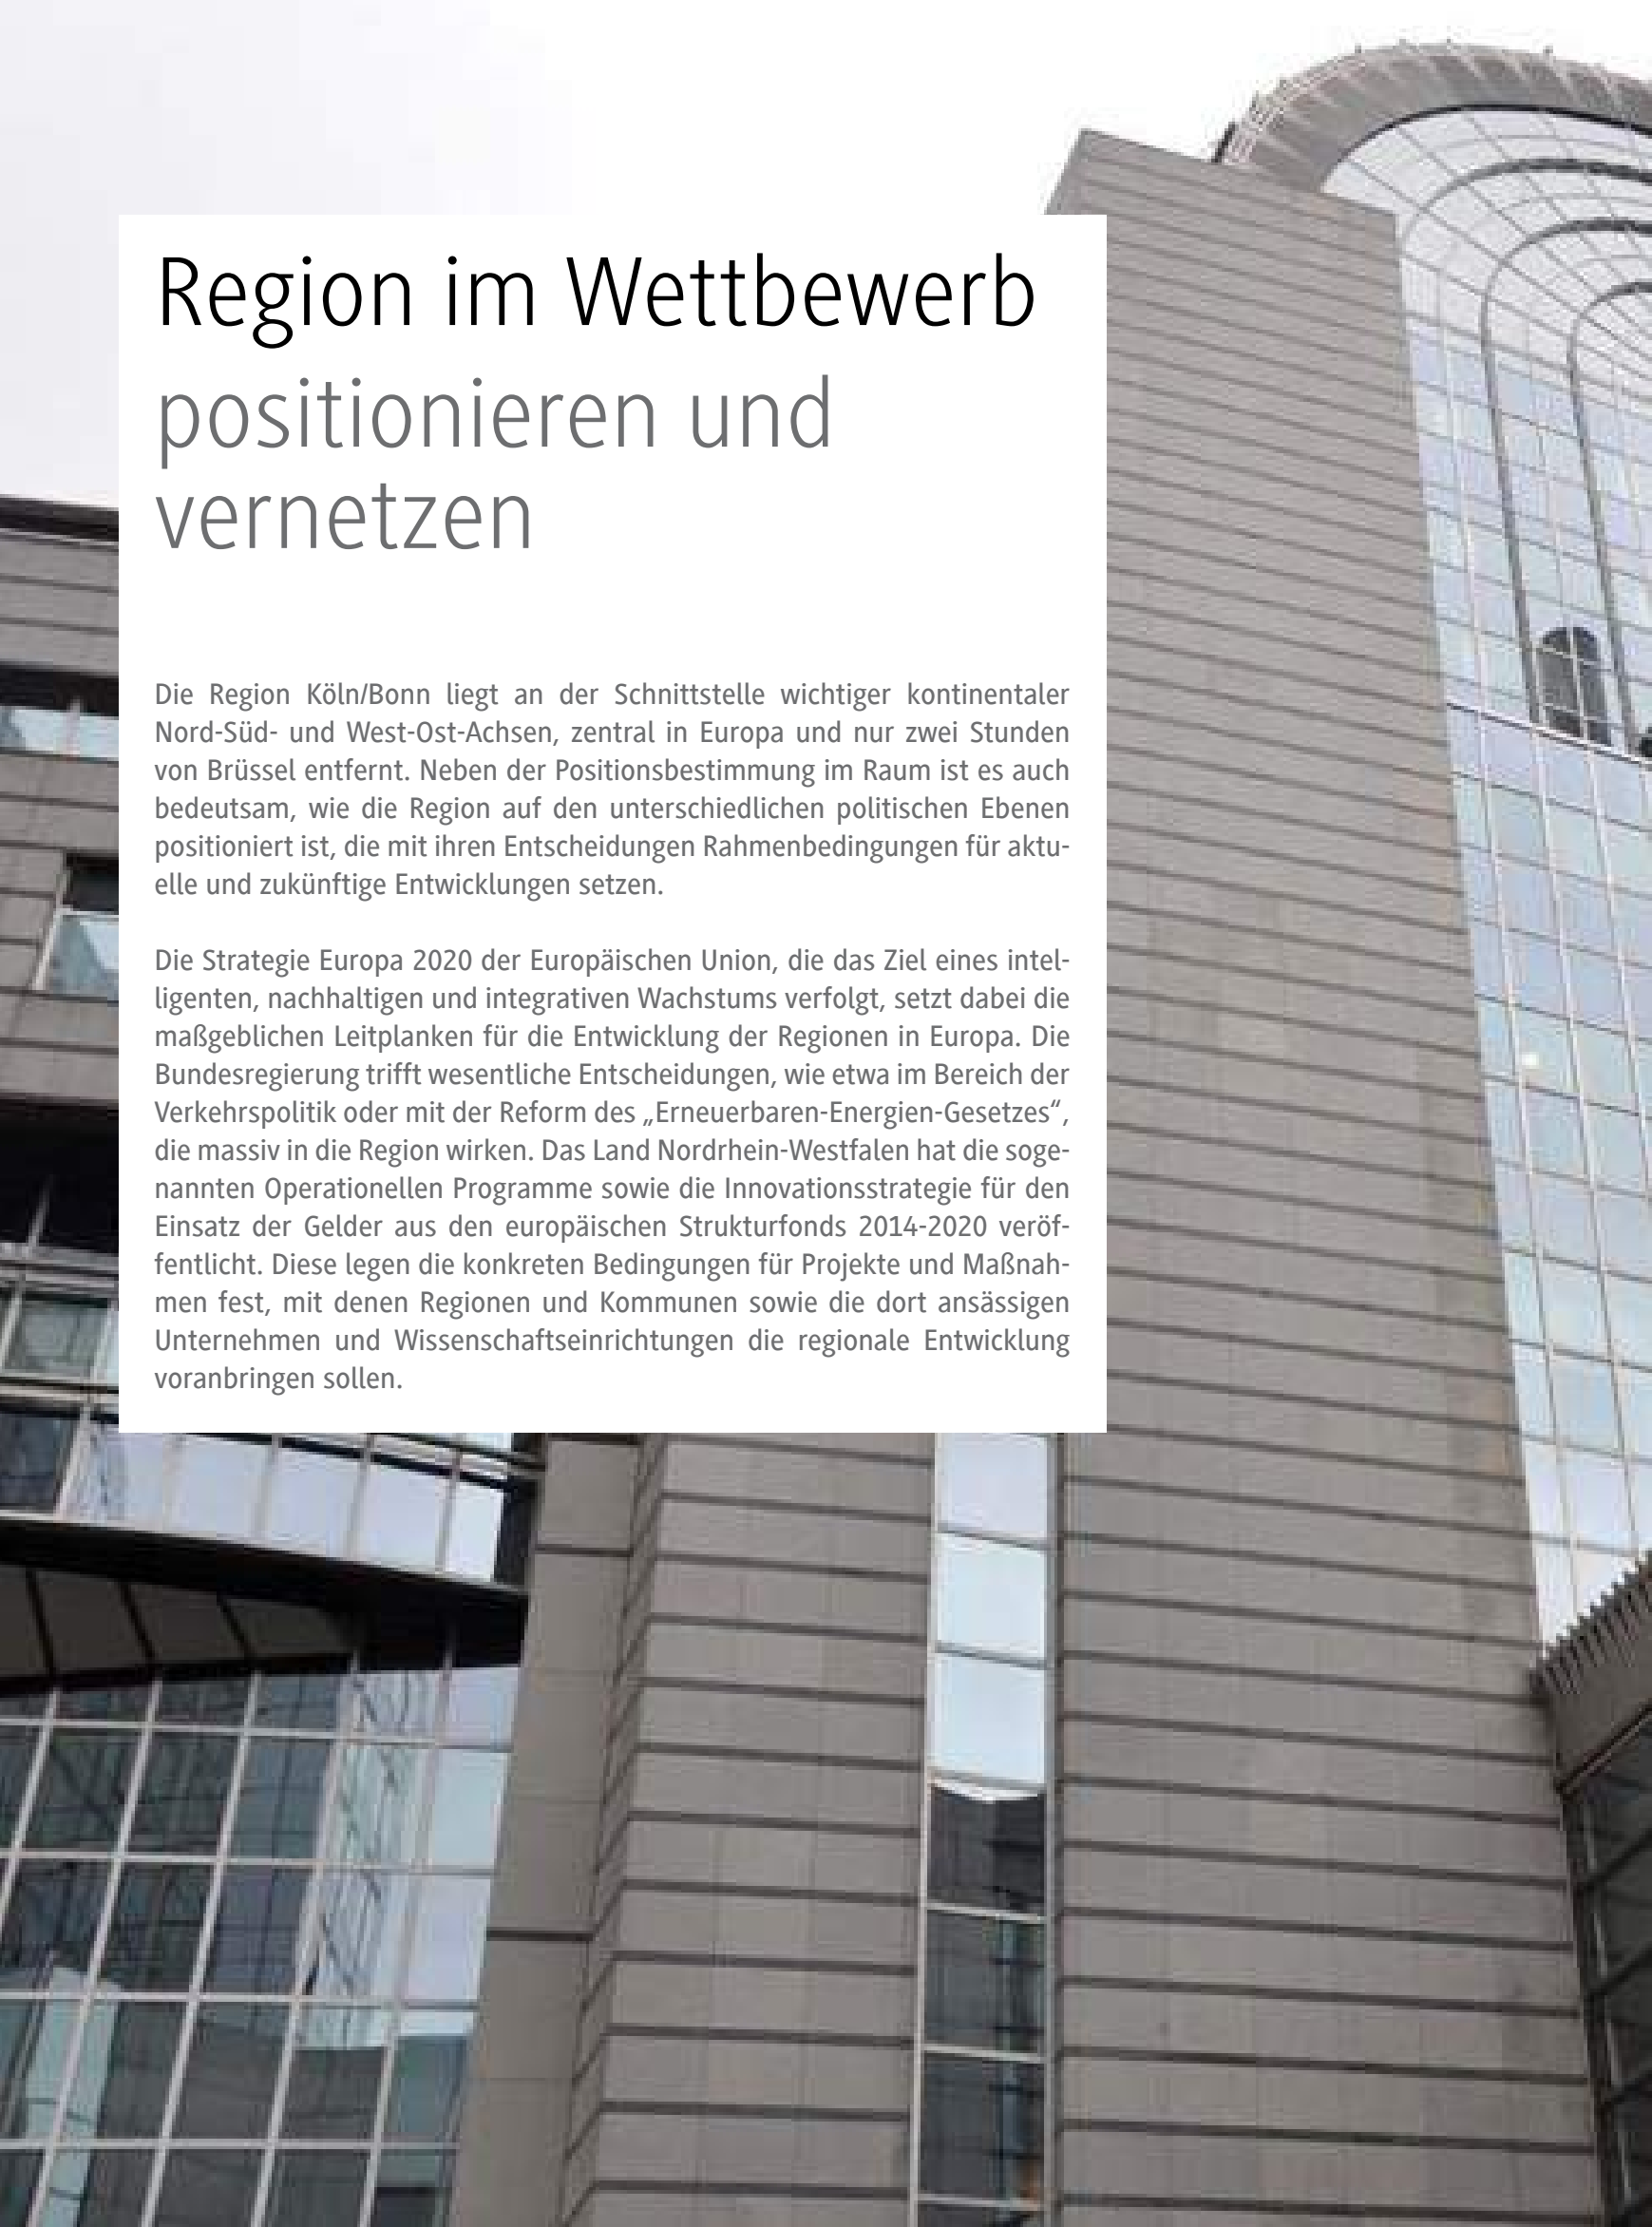 Region im Wettbewerb
positionieren und
vernetzen
Die Region Köln/Bonn liegt an der Schnittstelle wichtiger kontinentaler
Nord-Süd- und West-Ost-Achsen, zentral in Europa und nur zwei Stunden
von Brüssel entfernt. Neben der Positionsbestimmung im Raum ist es auch
bedeutsam, wie die Region auf den unterschiedlichen politischen Ebenen
positioniert ist, die mit ihren Entscheidungen Rahmenbedingungen für aktu-
elle und zukünftige Entwicklungen setzen.
Die Strategie Europa 2020 der Europäischen Union, die das Ziel eines intel-
ligenten, nachhaltigen und integrativen Wachstums verfolgt, setzt dabei die
maßgeblichen Leitplanken für die Entwicklung der Regionen in Europa. Die
Bundesregierung trifft wesentliche Entscheidungen, wie etwa im Bereich der
Verkehrspolitik oder mit der Reform des „Erneuerbaren-Energien-Gesetzes“,
die massiv in die Region wirken. Das Land Nordrhein-Westfalen hat die soge-
nannten Operationellen Programme sowie die Innovationsstrategie für den
Einsatz der Gelder aus den europäischen Strukturfonds 2014-2020 veröf-
fentlicht. Diese legen die konkreten Bedingungen für Projekte und Maßnah-
men fest, mit denen Regionen und Kommunen sowie die dort ansässigen
Unternehmen und Wissenschaftseinrichtungen die regionale Entwicklung
voranbringen sollen.